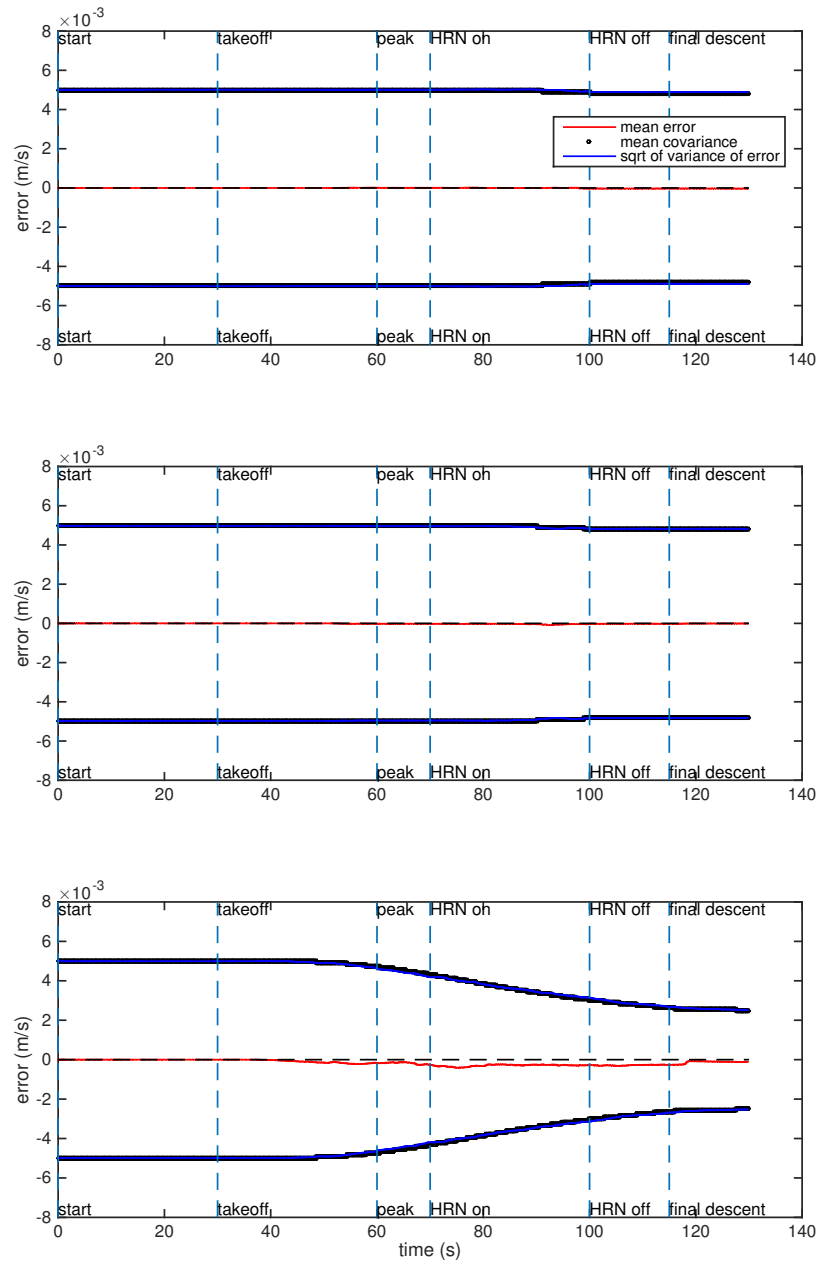 ×10⁻³
8
start takeoff peak HRN on HRN off final descent
6
4
mean error
mean covariance
sqrt of variance of error
2
0
error (m/s)
-2
-4
-6
start takeoff peak HRN on HRN off final descent
-8
0 20 40 60 80 100 120 140
×10⁻³
8
start takeoff peak HRN on HRN off final descent
6
4
2
0
error (m/s)
-2
-4
-6
start takeoff peak HRN on HRN off final descent
-8
0 20 40 60 80 100 120 140
×10⁻³
8
start takeoff peak HRN on HRN off final descent
6
4
2
0
error (m/s)
-2
-4
-6
start takeoff peak HRN on HRN off final descent
-8
0 20 40 60 80 100 120 140
time (s)